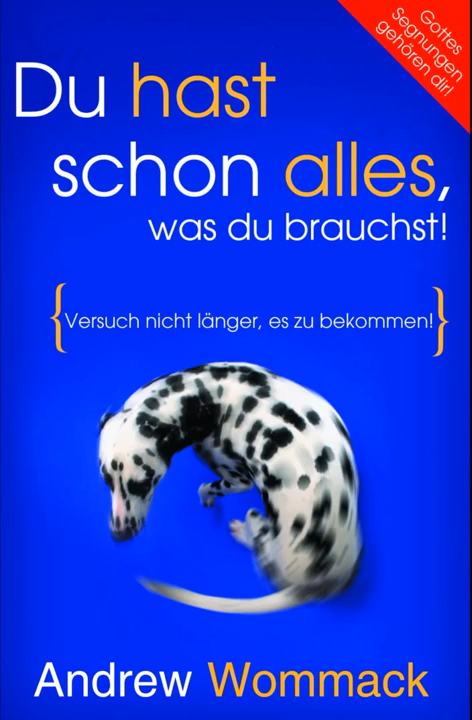 Gottes
Segnungen
gehören dir!
Du hast
schon alles,
was du brauchst!
{Versuch nicht länger, es zu bekommen!}
Andrew Wommack